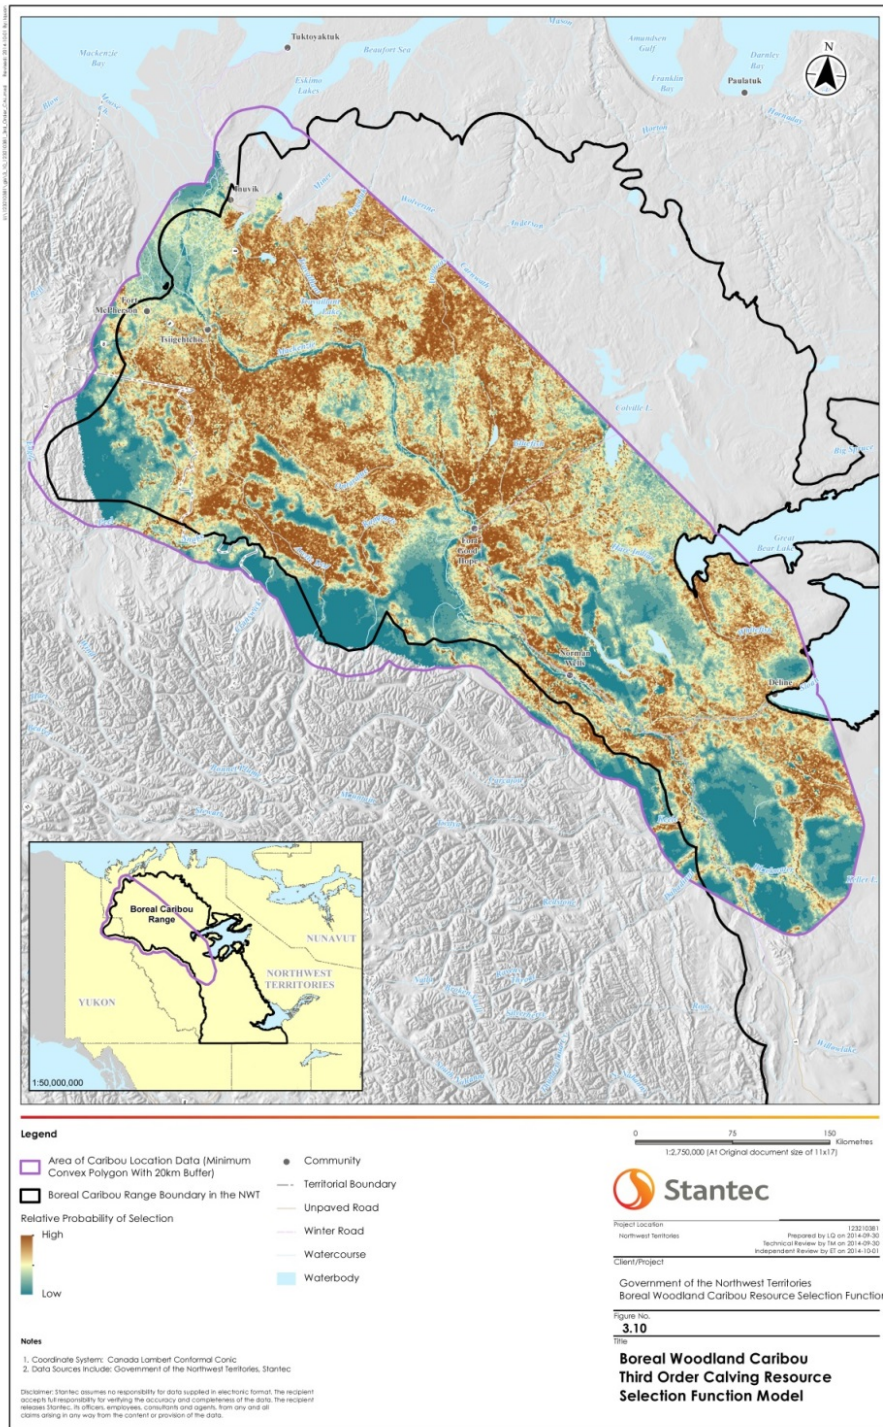 Tuktoyaktuk
Mackenzie
Bay
Beaufort Sea
Eskimo
Lakes
Amundsen
Gulf
Darnley
Bay
Franklin
Bay
Paulatuk
N
Horton
Hornaday
Wolverine
Anderson
Carnwath
Inuvik
Fort
McPherson
Tsiigehtchic
Mackenzie
Colville L.
Great
Bear Lake
Fort
Good
Hope
Norman
Wells
Deline
Keele
Keller L.
Redstone
Willowlake
Boreal Caribou
Range
NUNAVUT
NORTHWEST
TERRITORIES
YUKON
1:50,000,000
Legend
Area of Caribou Location Data (Minimum
Convex Polygon With 20km Buffer)
Boreal Caribou Range Boundary in the NWT
Relative Probability of Selection
High
Low
Community
Territorial Boundary
Unpaved Road
Winter Road
Watercourse
Waterbody
0 75 150
Kilometres
1:2,750,000 (At Original document size of 11x17)
Stantec
Project Location
Northwest Territories
123210381
Prepared by LQ on 2014-09-30
Technical Review by TM on 2014-09-30
Independent Review by ET on 2014-10-01
Client/Project
Government of the Northwest Territories
Boreal Woodland Caribou Resource Selection Function
Figure No.
3.10
Title
Boreal Woodland Caribou
Third Order Calving Resource
Selection Function Model
Notes
1. Coordinate System: Canada Lambert Conformal Conic
2. Data Sources Include: Government of the Northwest Territories, Stantec
Disclaimer: Stantec assumes no responsibility for data supplied in electronic format. The recipient
accepts full responsibility for verifying the accuracy and completeness of the data. The recipient
releases Stantec, its officers, employees, consultants and agents, from any and all
claims arising in any way from the content or provision of the data.